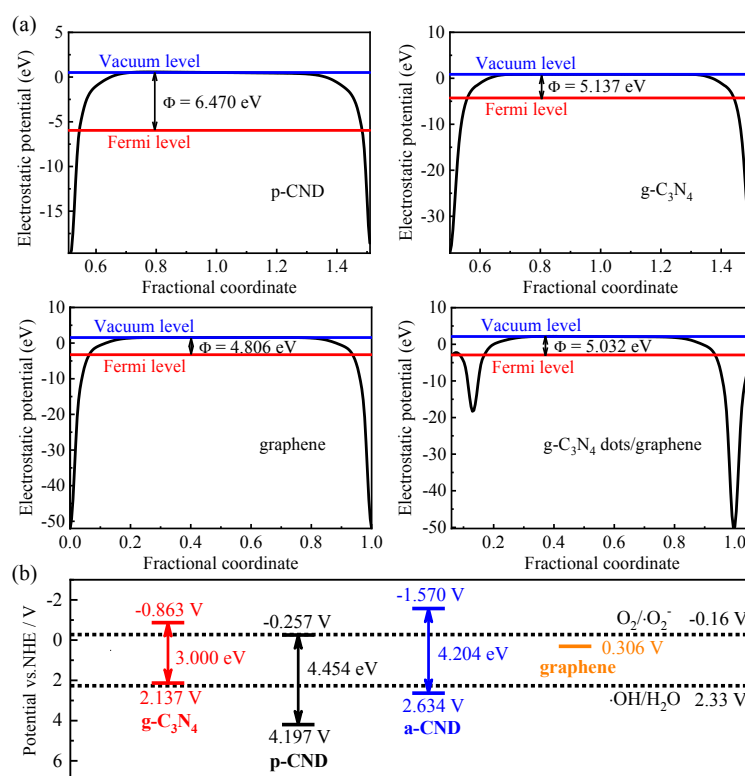 (a)
5
0
-5
-10
-15
Electrostatic potential (eV)
Vacuum level
Φ = 6.470 eV
Fermi level
p-CND
0.6 0.8 1.0 1.2 1.4
Fractional coordinate
10
0
-10
-20
-30
Electrostatic potential (eV)
Vacuum level
Φ = 5.137 eV
Fermi level
g-C₃N₄
0.6 0.8 1.0 1.2 1.4
Fractional coordinate
10
0
-10
-20
-30
-40
-50
Electrostatic potential (eV)
Vacuum level
Φ = 4.806 eV
Fermi level
graphene
0.0 0.2 0.4 0.6 0.8 1.0
Fractional coordinate
10
0
-10
-20
-30
-40
-50
Electrostatic potential (eV)
Vacuum level
Φ = 5.032 eV
Fermi level
g-C₃N₄ dots/graphene
0.2 0.4 0.6 0.8 1.0
Fractional coordinate
(b)
-2
0
2
4
6
Potential vs.NHE / V
-0.863 V
3.000 eV
2.137 V
g-C₃N₄
-0.257 V
4.454 eV
4.197 V
p-CND
-1.570 V
4.204 eV
2.634 V
a-CND
O₂/·O₂⁻ -0.16 V
0.306 V
graphene
·OH/H₂O 2.33 V